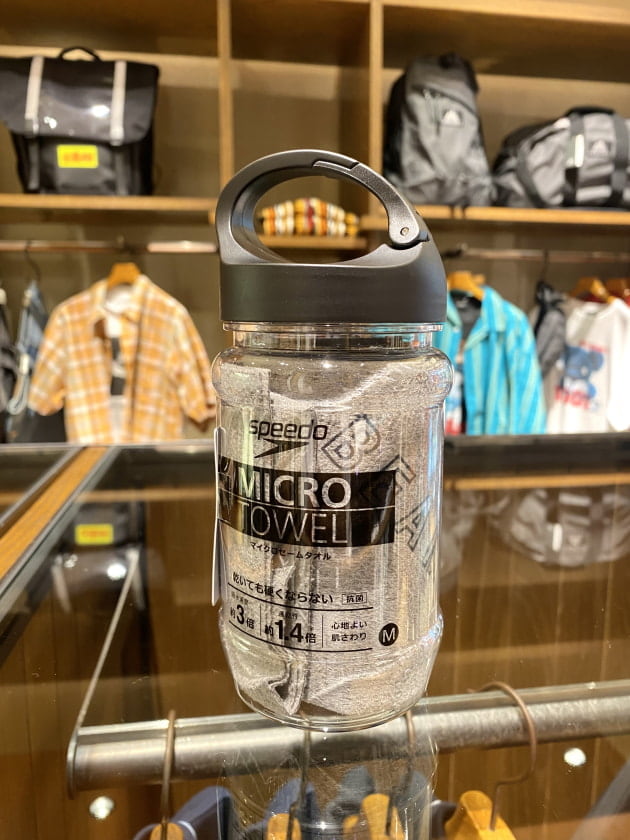 speedo
MICRO
TOWEL
マイクロセームタオル
乾いても硬くならない 抗菌
約3倍
約1.4倍
心地よい
肌さわり
M